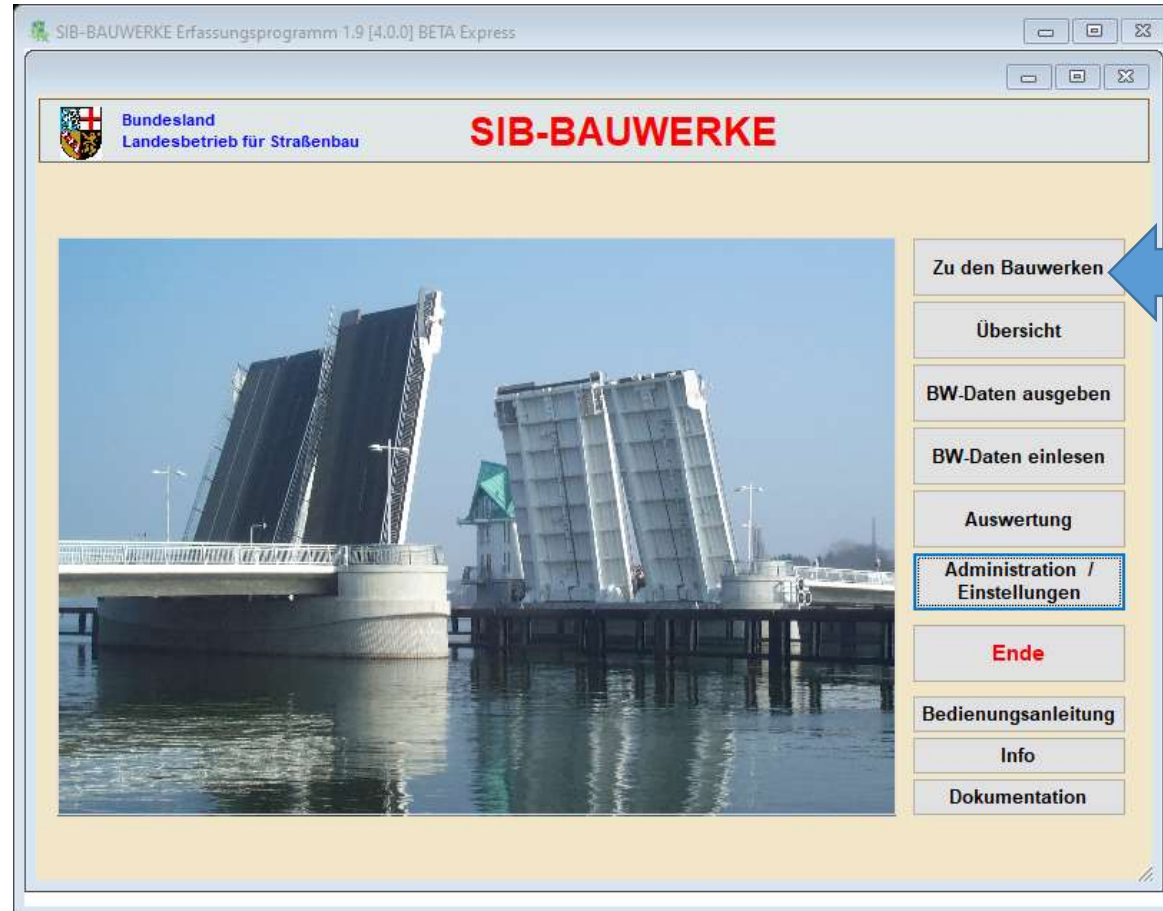 SIB-BAUWERKE Erfassungsprogramm 1.9 [4.0.0] BETA Express
Bundesland
Landesbetrieb für Straßenbau
SIB-BAUWERKE
Zu den Bauwerken
Übersicht
BW-Daten ausgeben
BW-Daten einlesen
Auswertung
Administration /
Einstellungen
Ende
Bedienungsanleitung
Info
Dokumentation